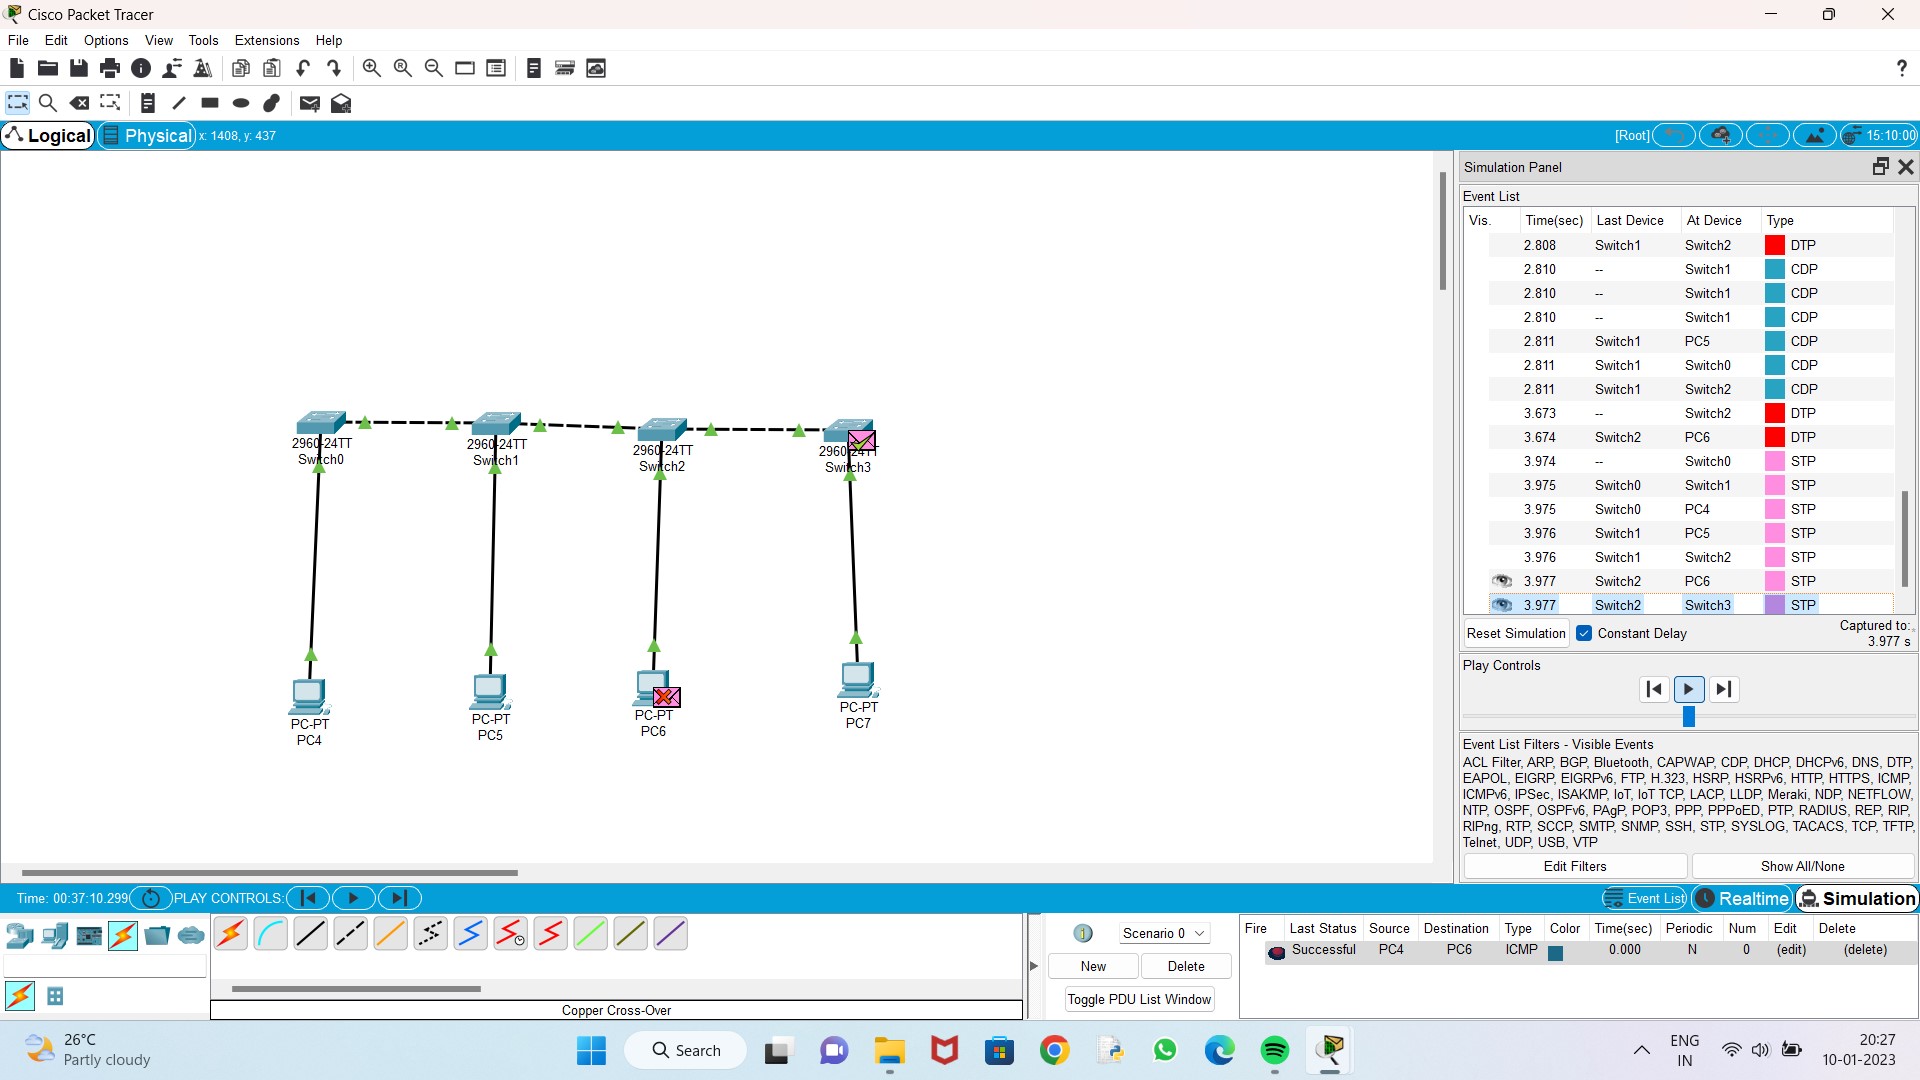 Cisco Packet Tracer
File Edit Options View Tools Extensions Help
Logical Physical x: 1408, y: 437 [Root] 15:10:00
Simulation Panel
Event List
Vis. Time(sec) Last Device At Device Type
2.808 Switch1 Switch2 DTP
2.810 -- Switch1 CDP
2.810 -- Switch1 CDP
2.810 -- Switch1 CDP
2.811 Switch1 PC5 CDP
2.811 Switch1 Switch0 CDP
2.811 Switch1 Switch2 CDP
3.673 -- Switch2 DTP
3.674 Switch2 PC6 DTP
3.974 -- Switch0 STP
3.975 Switch0 Switch1 STP
3.975 Switch0 PC4 STP
3.976 Switch1 PC5 STP
3.976 Switch1 Switch2 STP
3.977 Switch2 PC6 STP
3.977 Switch2 Switch3 STP
Reset Simulation Constant Delay Captured to:
3.977 s
Play Controls
Event List Filters - Visible Events
ACL Filter, ARP, BGP, Bluetooth, CAPWAP, CDP, DHCP, DHCPv6, DNS, DTP,
EAPOL, EIGRP, EIGRPv6, FTP, H.323, HSRP, HSRPv6, HTTP, HTTPS, ICMP,
ICMPv6, IPSec, ISAKMP, IoT, IoT TCP, LACP, LLDP, Meraki, NDP, NETFLOW,
NTP, OSPF, OSPFv6, PAgP, POP3, PPP, PPPoED, PTP, RADIUS, REP, RIP,
RIPng, RTP, SCCP, SMTP, SNMP, SSH, STP, SYSLOG, TACACS, TCP, TFTP,
Telnet, UDP, USB, VTP
Edit Filters Show All/None
2960-24TT
Switch0
2960-24TT
Switch1
2960-24TT
Switch2
2960-24TT
Switch3
PC-PT
PC4
PC-PT
PC5
PC-PT
PC6
PC-PT
PC7
Time: 00:37:10.299 PLAY CONTROLS: Event List Realtime Simulation
Scenario 0
New Delete
Toggle PDU List Window
Fire Last Status Source Destination Type Color Time(sec) Periodic Num Edit Delete
Successful PC4 PC6 ICMP 0.000 N 0 (edit) (delete)
Copper Cross-Over
26°C
Partly cloudy
Search
ENG
IN
20:27
10-01-2023